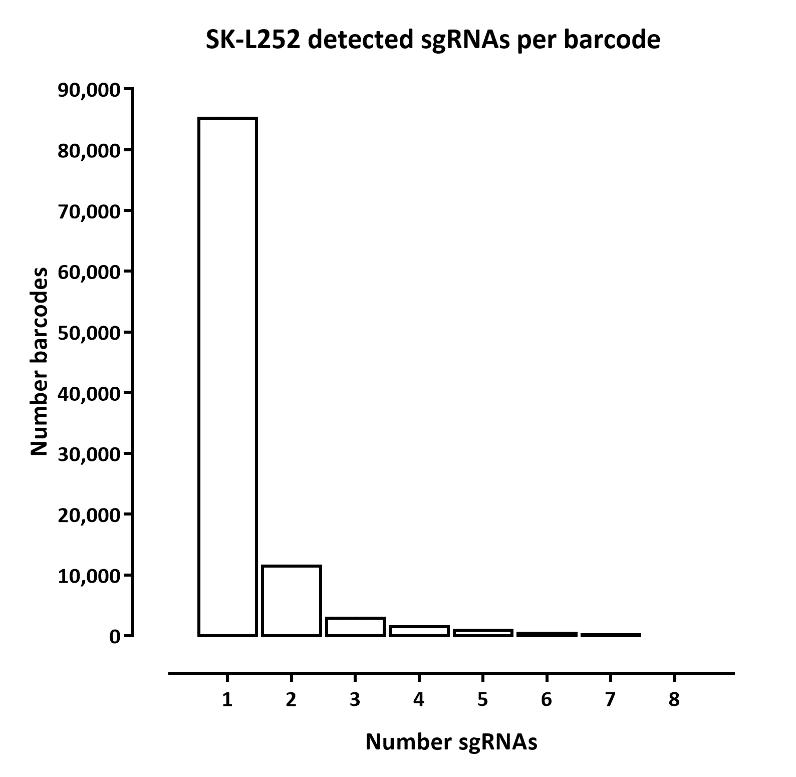 SK-L252 detected sgRNAs per barcode
90,000
80,000
70,000
60,000
50,000
40,000
30,000
20,000
10,000
0
Number barcodes
1 2 3 4 5 6 7 8
Number sgRNAs